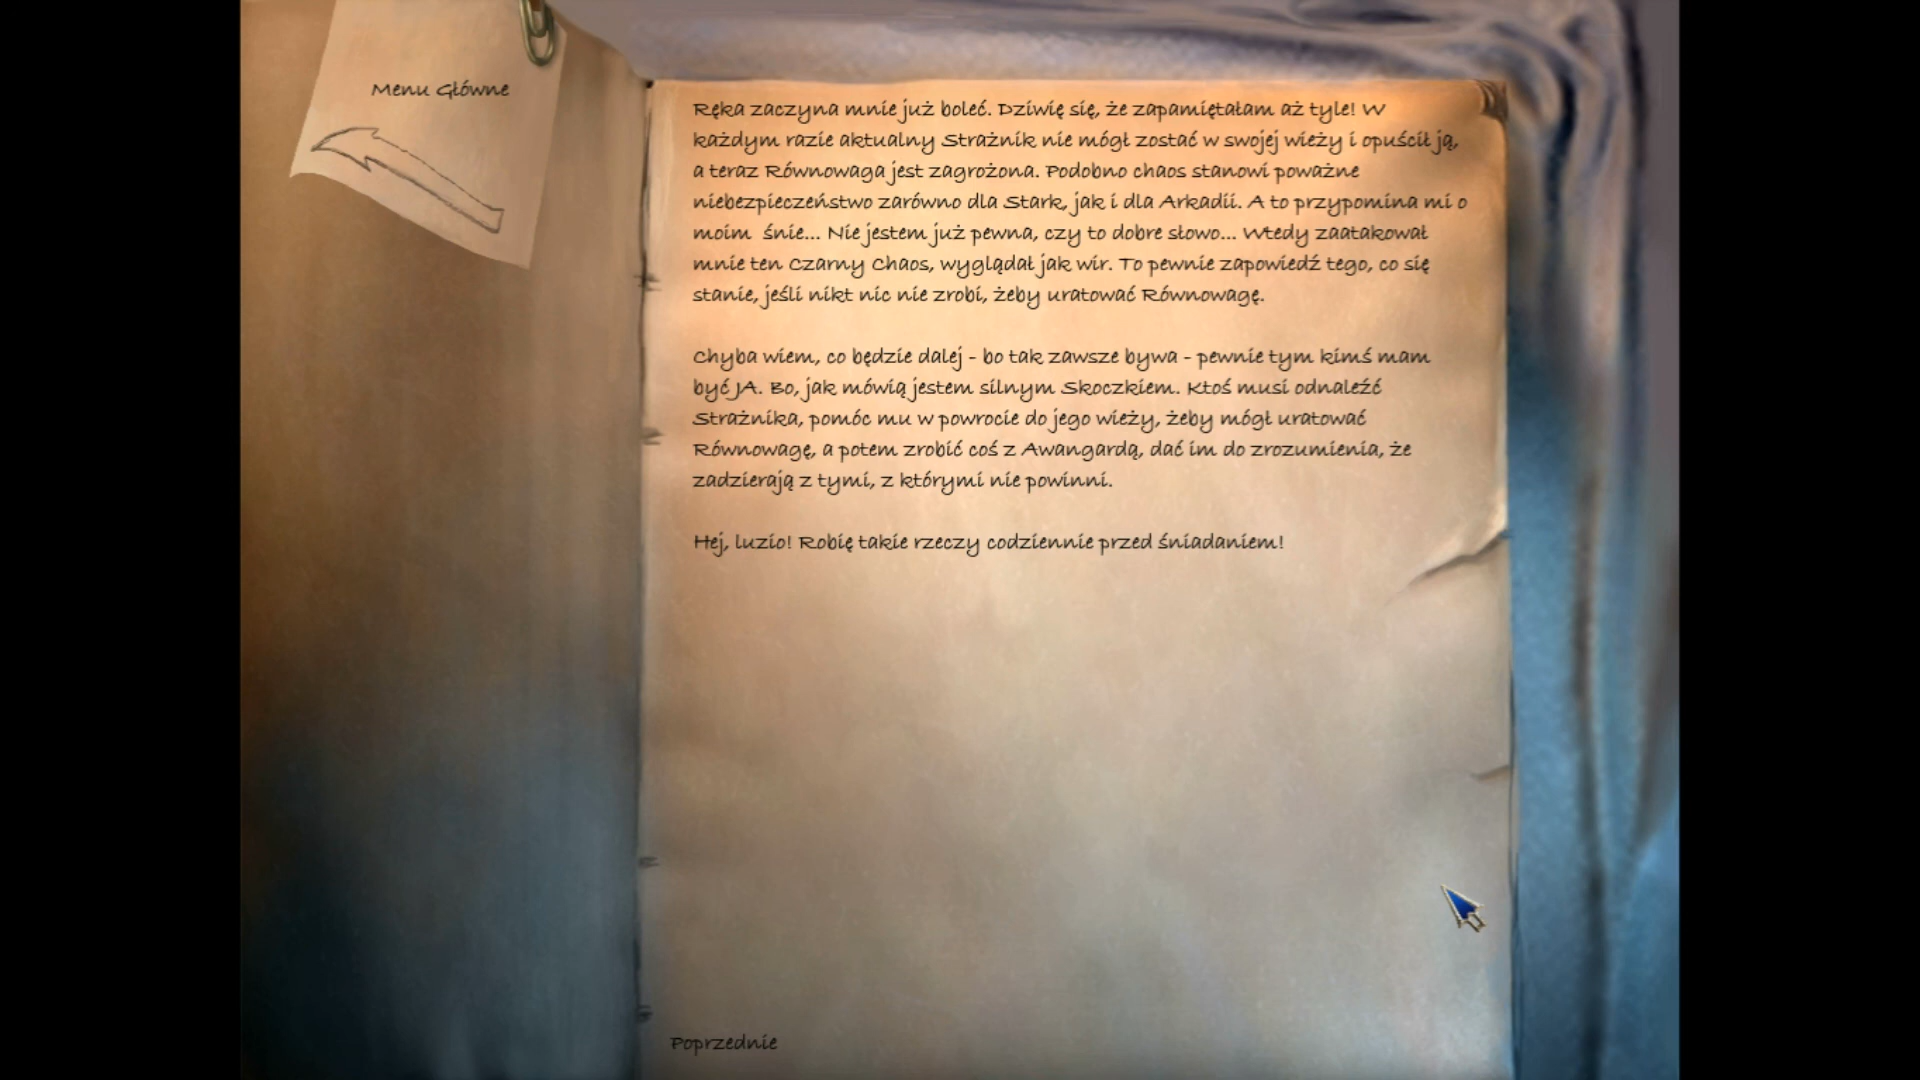 Menu Główne
Ręka zaczyna mnie już boleć. Dziwię się, że zapamiętałam aż tyle! W
każdym razie aktualny Strażnik nie mógł zostać w swojej wieży i opuścił ją,
a teraz Równowaga jest zagrożona. Podobno chaos stanowi poważne
niebezpieczeństwo zarówno dla Stark, jak i dla Arkadii. A to przypomina mi o
moim śnie... Nie jestem już pewna, czy to dobre słowo... Wtedy zaatakował
mnie ten Czarny Chaos, wyglądał jak wir. To pewnie zapowiedź tego, co się
stanie, jeśli nikt nic nie zrobi, żeby uratować Równowagę.
Chyba wiem, co będzie dalej - bo tak zawsze bywa - pewnie tym kimś mam
być JA. Bo, jak mówią jestem silnym Skoczkiem. Ktoś musi odnaleźć
Strażnika, pomóc mu w powrocie do jego wieży, żeby mógł uratować
Równowagę, a potem zrobić coś z Awangardą, dać im do zrozumienia, że
zadzierają z tymi, z którymi nie powinni.
Hej, luzio! Robię takie rzeczy codziennie przed śniadaniem!
Poprzednie